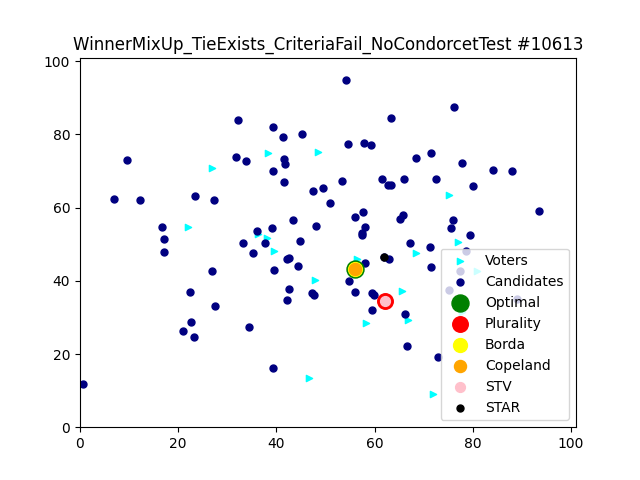 WinnerMixUp_TieExists_CriteriaFail_NoCondorcetTest #10613
100
80
60
40
20
0
0 20 40 60 80 100
Voters
Candidates
Optimal
Plurality
Borda
Copeland
STV
STAR